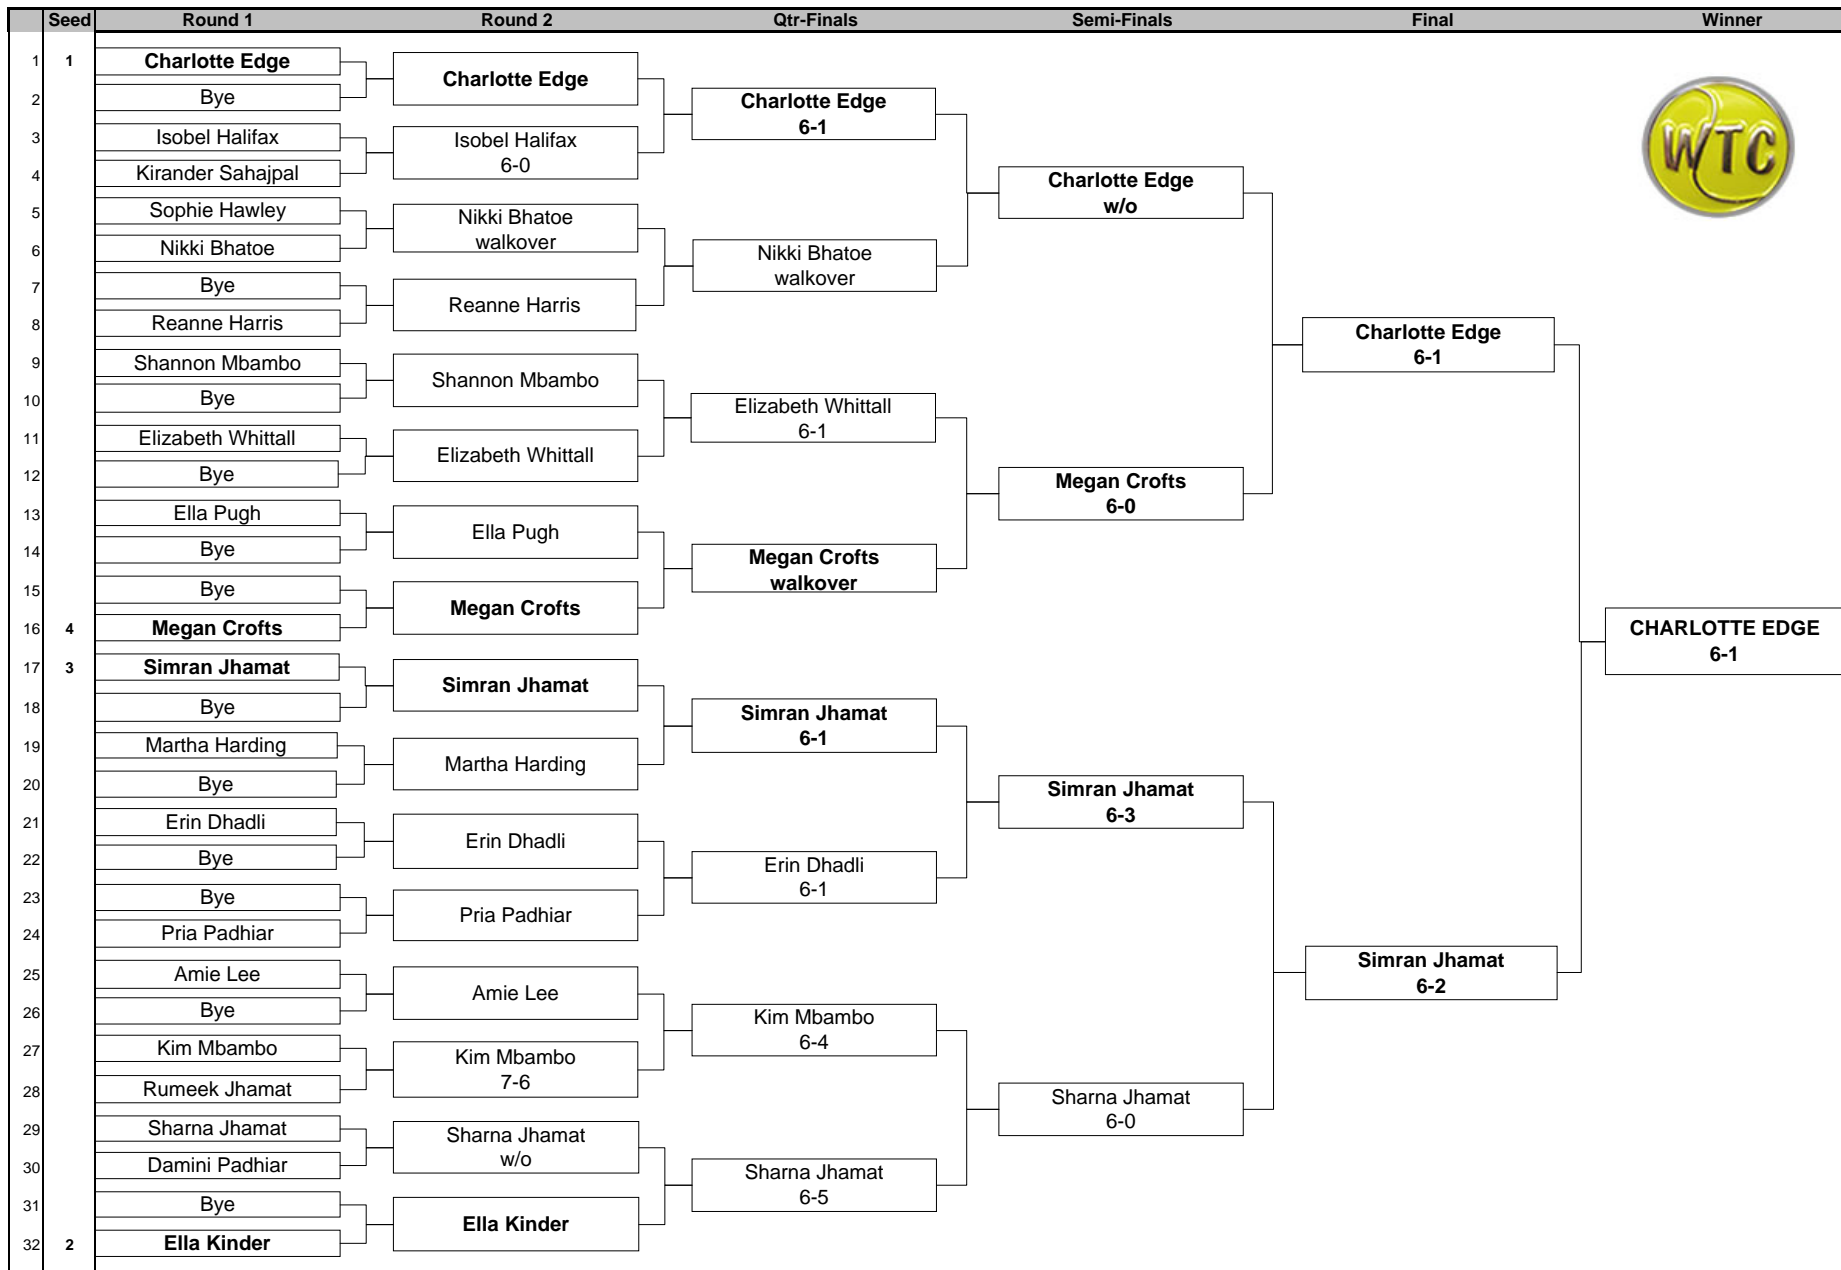 Seed Round 1 Round 2 Qtr-Finals Semi-Finals Final Winner
1 1 Charlotte Edge
2 Bye
3 Isobel Halifax
4 Kirander Sahajpal
5 Sophie Hawley
6 Nikki Bhatoe
7 Bye
8 Reanne Harris
9 Shannon Mbambo
10 Bye
11 Elizabeth Whittall
12 Bye
13 Ella Pugh
14 Bye
15 Bye
16 4 Megan Crofts
17 3 Simran Jhamat
18 Bye
19 Martha Harding
20 Bye
21 Erin Dhadli
22 Bye
23 Bye
24 Pria Padhiar
25 Amie Lee
26 Bye
27 Kim Mbambo
28 Rumeek Jhamat
29 Sharna Jhamat
30 Damini Padhiar
31 Bye
32 2 Ella Kinder
Charlotte Edge
Isobel Halifax
6-0
Nikki Bhatoe
walkover
Reanne Harris
Shannon Mbambo
Elizabeth Whittall
Ella Pugh
Megan Crofts
Simran Jhamat
Martha Harding
Erin Dhadli
Pria Padhiar
Amie Lee
Kim Mbambo
7-6
Sharna Jhamat
w/o
Ella Kinder
Charlotte Edge
6-1
Nikki Bhatoe
walkover
Elizabeth Whittall
6-1
Megan Crofts
walkover
Simran Jhamat
6-1
Erin Dhadli
6-1
Kim Mbambo
6-4
Sharna Jhamat
6-5
Charlotte Edge
w/o
Megan Crofts
6-0
Simran Jhamat
6-3
Sharna Jhamat
6-0
Charlotte Edge
6-1
Simran Jhamat
6-2
WTC
CHARLOTTE EDGE
6-1